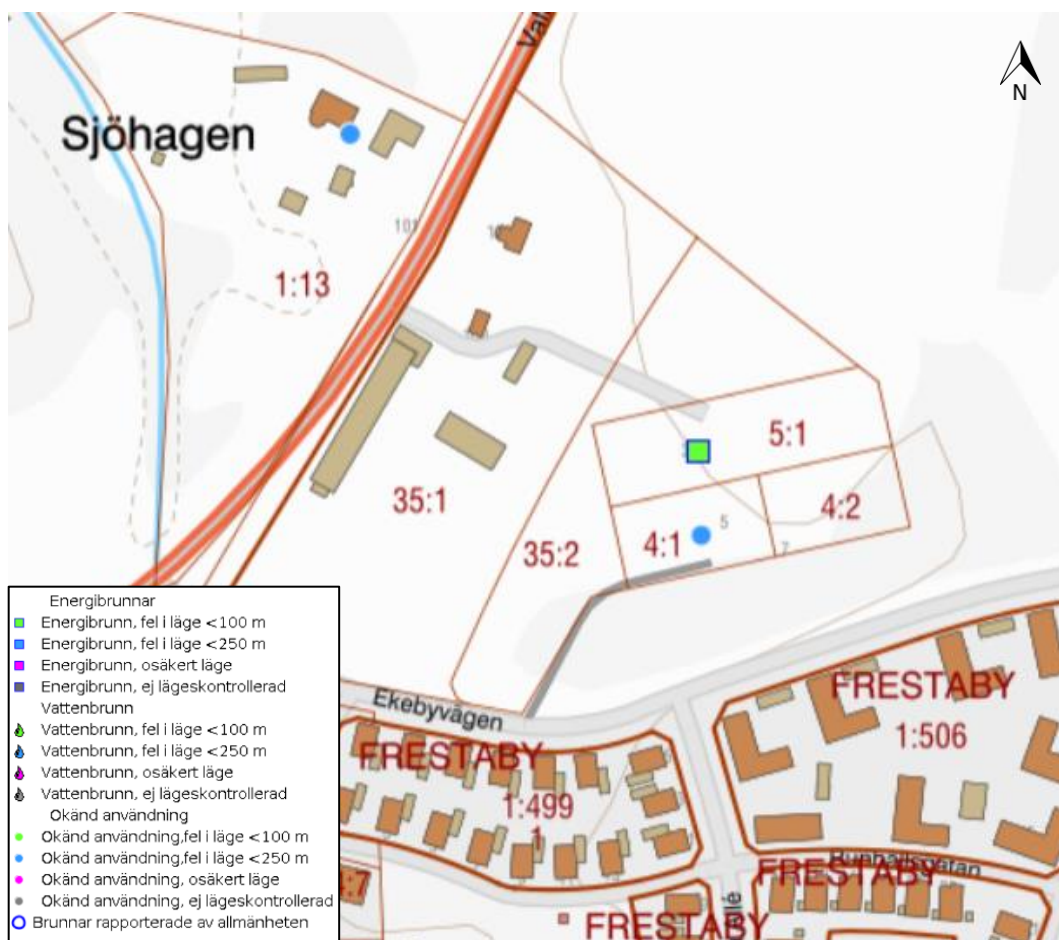 N
Sjöhagen
101
1:13
5:1
35:1
4:2
5
4:1
35:2
7
Energibrunnar
Energibrunn, fel i läge <100 m
Energibrunn, fel i läge <250 m
Energibrunn, osäkert läge
Energibrunn, ej lägeskontrollerad
Vattenbrunn
Vattenbrunn, fel i läge <100 m
Vattenbrunn, fel i läge <250 m
Vattenbrunn, osäkert läge
Vattenbrunn, ej lägeskontrollerad
Okänd användning
Okänd användning,fel i läge <100 m
Okänd användning,fel i läge <250 m
Okänd användning, osäkert läge
Okänd användning, ej lägeskontrollerad
Brunnar rapporterade av allmänheten
Ekebyvägen
FRESTABY
1:506
FRESTABY
1:499
1
FRESTABY
FRESTABY